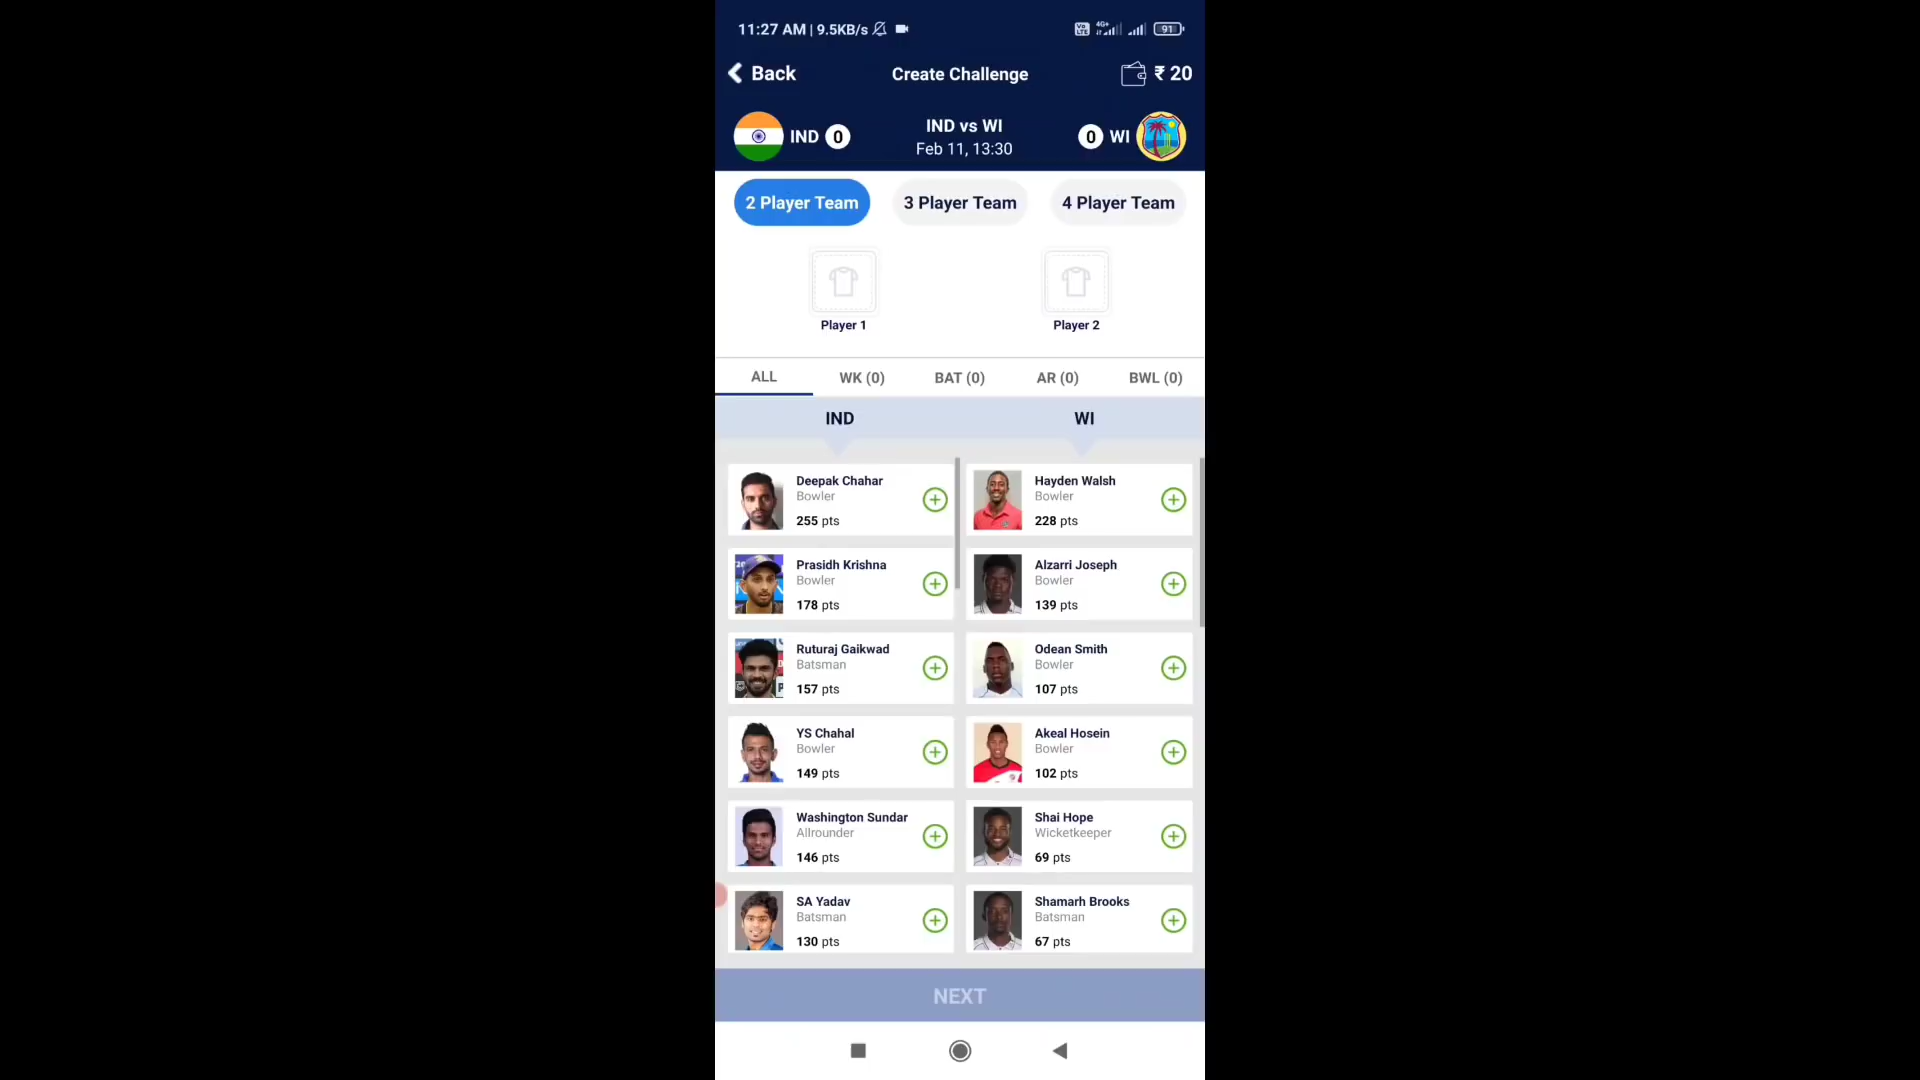 11:27 AM | 9.5KB/s
4G+
91
Back
Create Challenge
₹ 20
IND 0
IND vs WI
Feb 11, 13:30
0 WI
2 Player Team
3 Player Team
4 Player Team
Player 1
Player 2
ALL
WK (0)
BAT (0)
AR (0)
BWL (0)
IND
WI
Deepak Chahar
Bowler
255 pts
Hayden Walsh
Bowler
228 pts
Prasidh Krishna
Bowler
178 pts
Alzarri Joseph
Bowler
139 pts
Ruturaj Gaikwad
Batsman
157 pts
Odean Smith
Bowler
107 pts
YS Chahal
Bowler
149 pts
Akeal Hosein
Bowler
102 pts
Washington Sundar
Allrounder
146 pts
Shai Hope
Wicketkeeper
69 pts
SA Yadav
Batsman
130 pts
Shamarh Brooks
Batsman
67 pts
NEXT